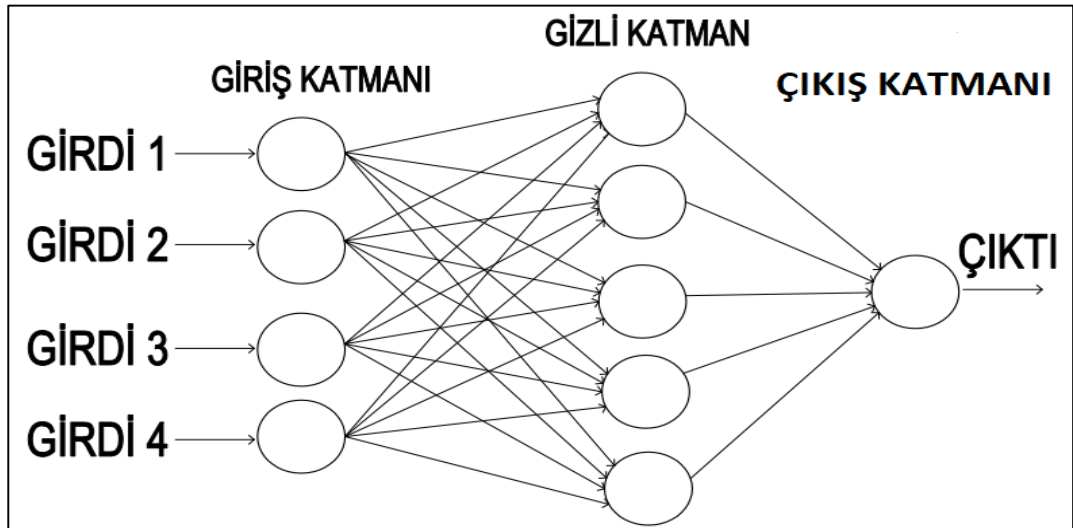 GİZLİ KATMAN
GİRİŞ KATMANI
ÇIKIŞ KATMANI
GİRDİ 1
GİRDİ 2
ÇIKTI
GİRDİ 3
GİRDİ 4